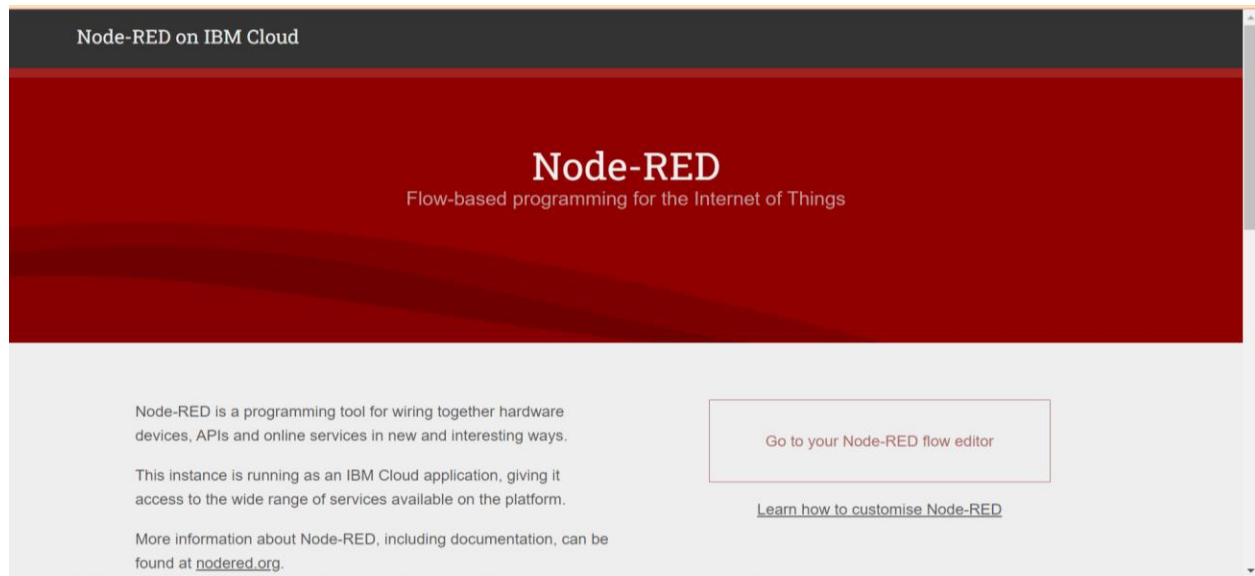 Node-RED on IBM Cloud
Node-RED
Flow-based programming for the Internet of Things
Node-RED is a programming tool for wiring together hardware
devices, APIs and online services in new and interesting ways.
This instance is running as an IBM Cloud application, giving it
access to the wide range of services available on the platform.
More information about Node-RED, including documentation, can be
found at nodered.org.
Go to your Node-RED flow editor
Learn how to customise Node-RED